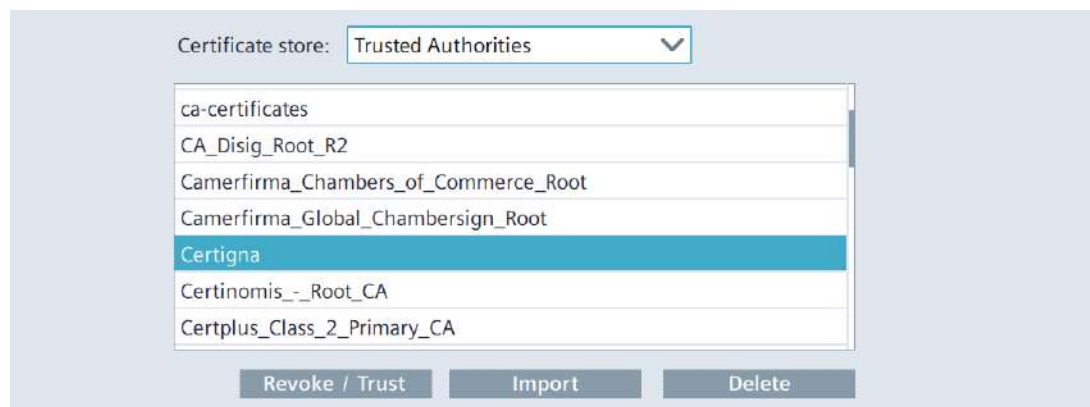 Certificate store: Trusted Authorities
ca-certificates
CA_Disig_Root_R2
Camerfirma_Chambers_of_Commerce_Root
Camerfirma_Global_Chambersign_Root
Certigna
Certinomis_-_Root_CA
Certplus_Class_2_Primary_CA
Revoke / Trust Import Delete